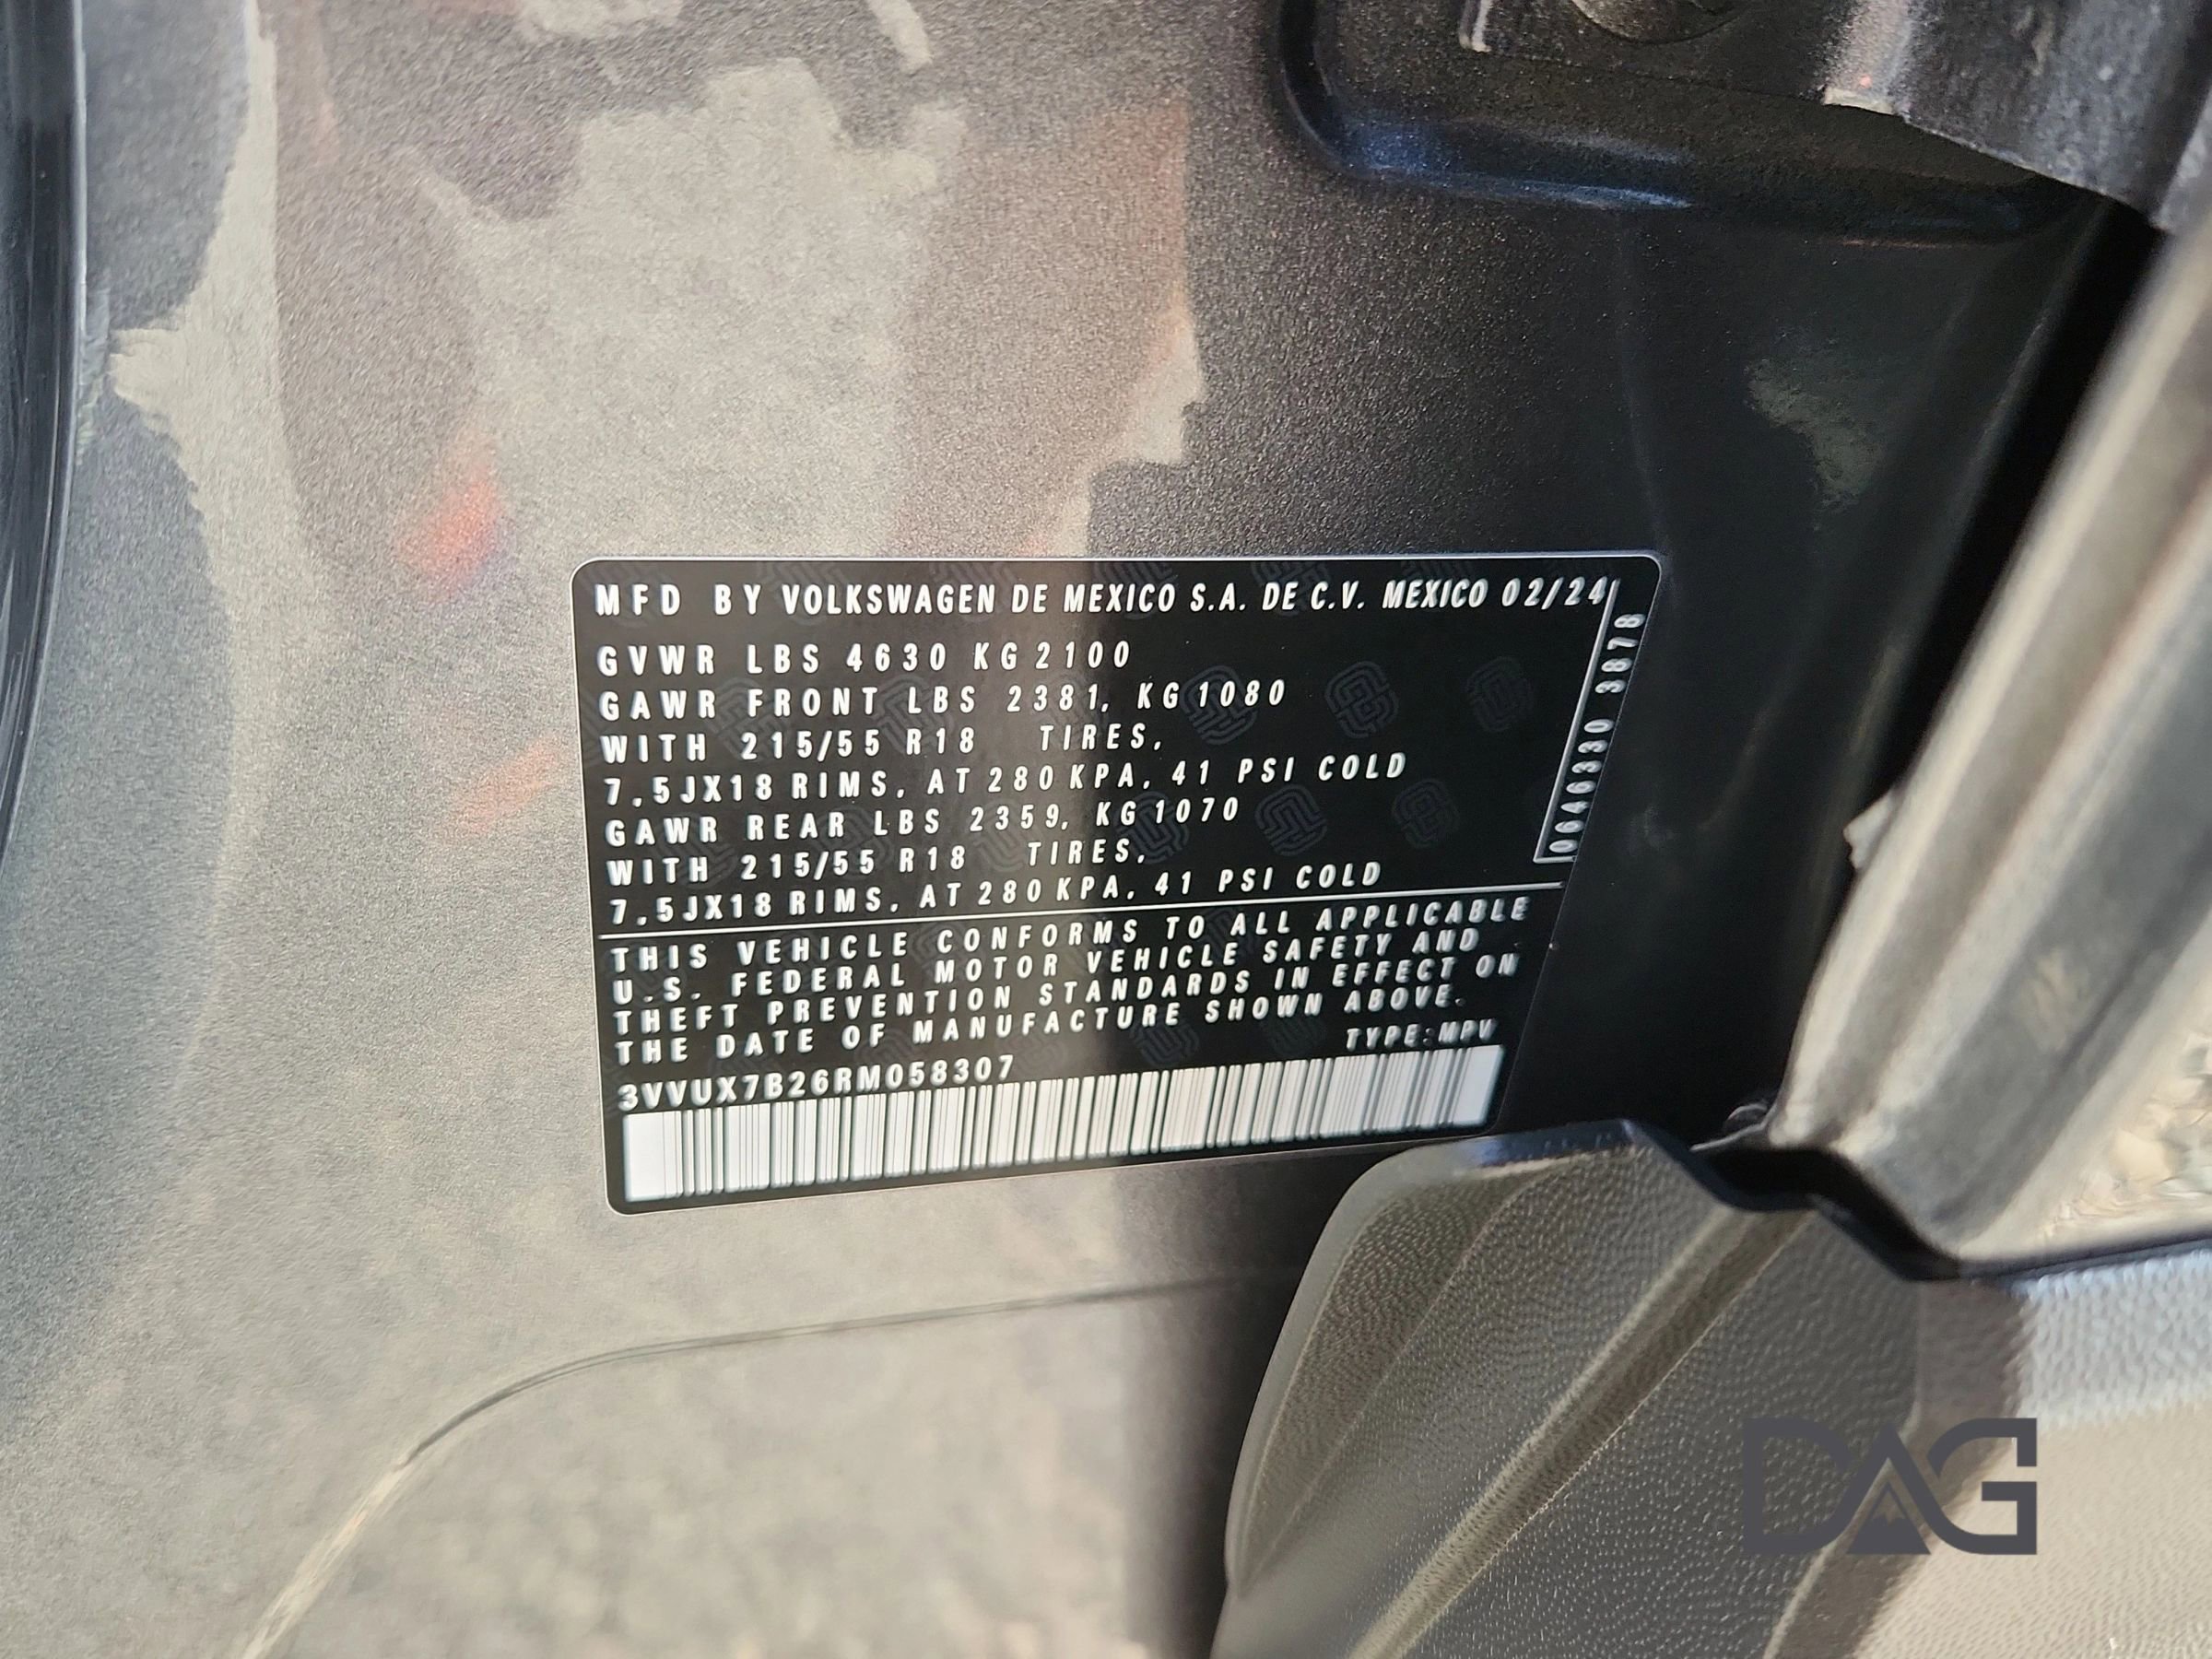 MFD BY VOLKSWAGEN DE MEXICO S.A. DE C.V. MEXICO 02/24
GVWR LBS 4630 KG 2100
GAWR FRONT LBS 2381, KG 1080
WITH 215/55 R18 TIRES,
7,5JX18 RIMS, AT 280 KPA, 41 PSI COLD
GAWR REAR LBS 2359, KG 1070
WITH 215/55 R18 TIRES,
7,5JX18 RIMS, AT 280 KPA, 41 PSI COLD
0646330 3878
THIS VEHICLE CONFORMS TO ALL APPLICABLE
U.S. FEDERAL MOTOR VEHICLE SAFETY AND
THEFT PREVENTION STANDARDS IN EFFECT ON
THE DATE OF MANUFACTURE SHOWN ABOVE.
TYPE:MPV
3VVUX7B26RM058307
DAG